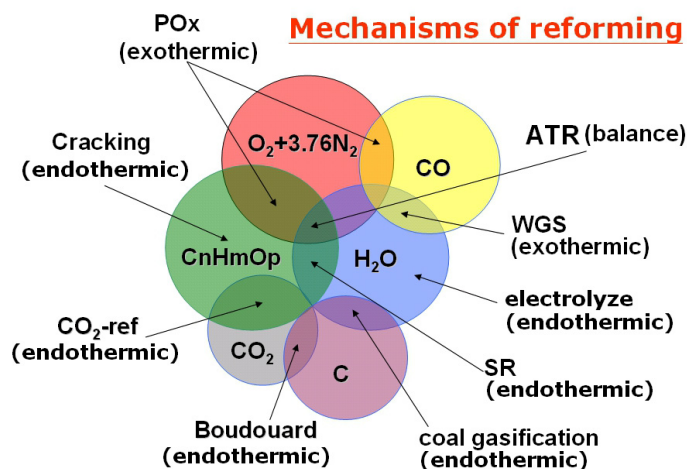 Mechanisms of reforming
POx
(exothermic)
O₂+3.76N₂
Cracking
(endothermic)
ATR (balance)
CO
WGS
(exothermic)
CnHmOp
H₂O
electrolyze
(endothermic)
CO₂-ref
(endothermic)
CO₂
C
SR
(endothermic)
Boudouard
(endothermic)
coal gasification
(endothermic)